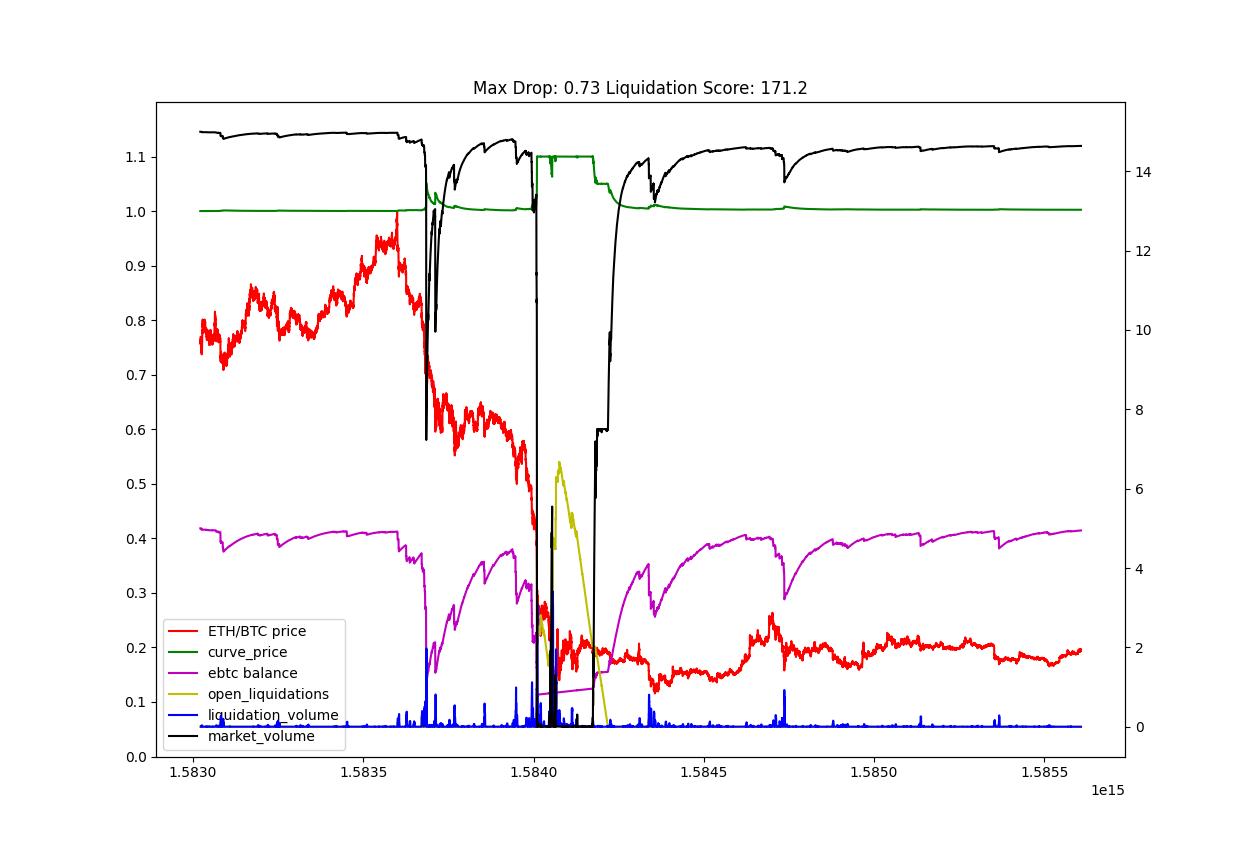 Max Drop: 0.73 Liquidation Score: 171.2
1.1
1.0
0.9
0.8
0.7
0.6
0.5
0.4
0.3
0.2
0.1
0.0
14
12
10
8
6
4
2
0
ETH/BTC price
curve_price
ebtc balance
open_liquidations
liquidation_volume
market_volume
1.5830 1.5835 1.5840 1.5845 1.5850 1.5855
1e15